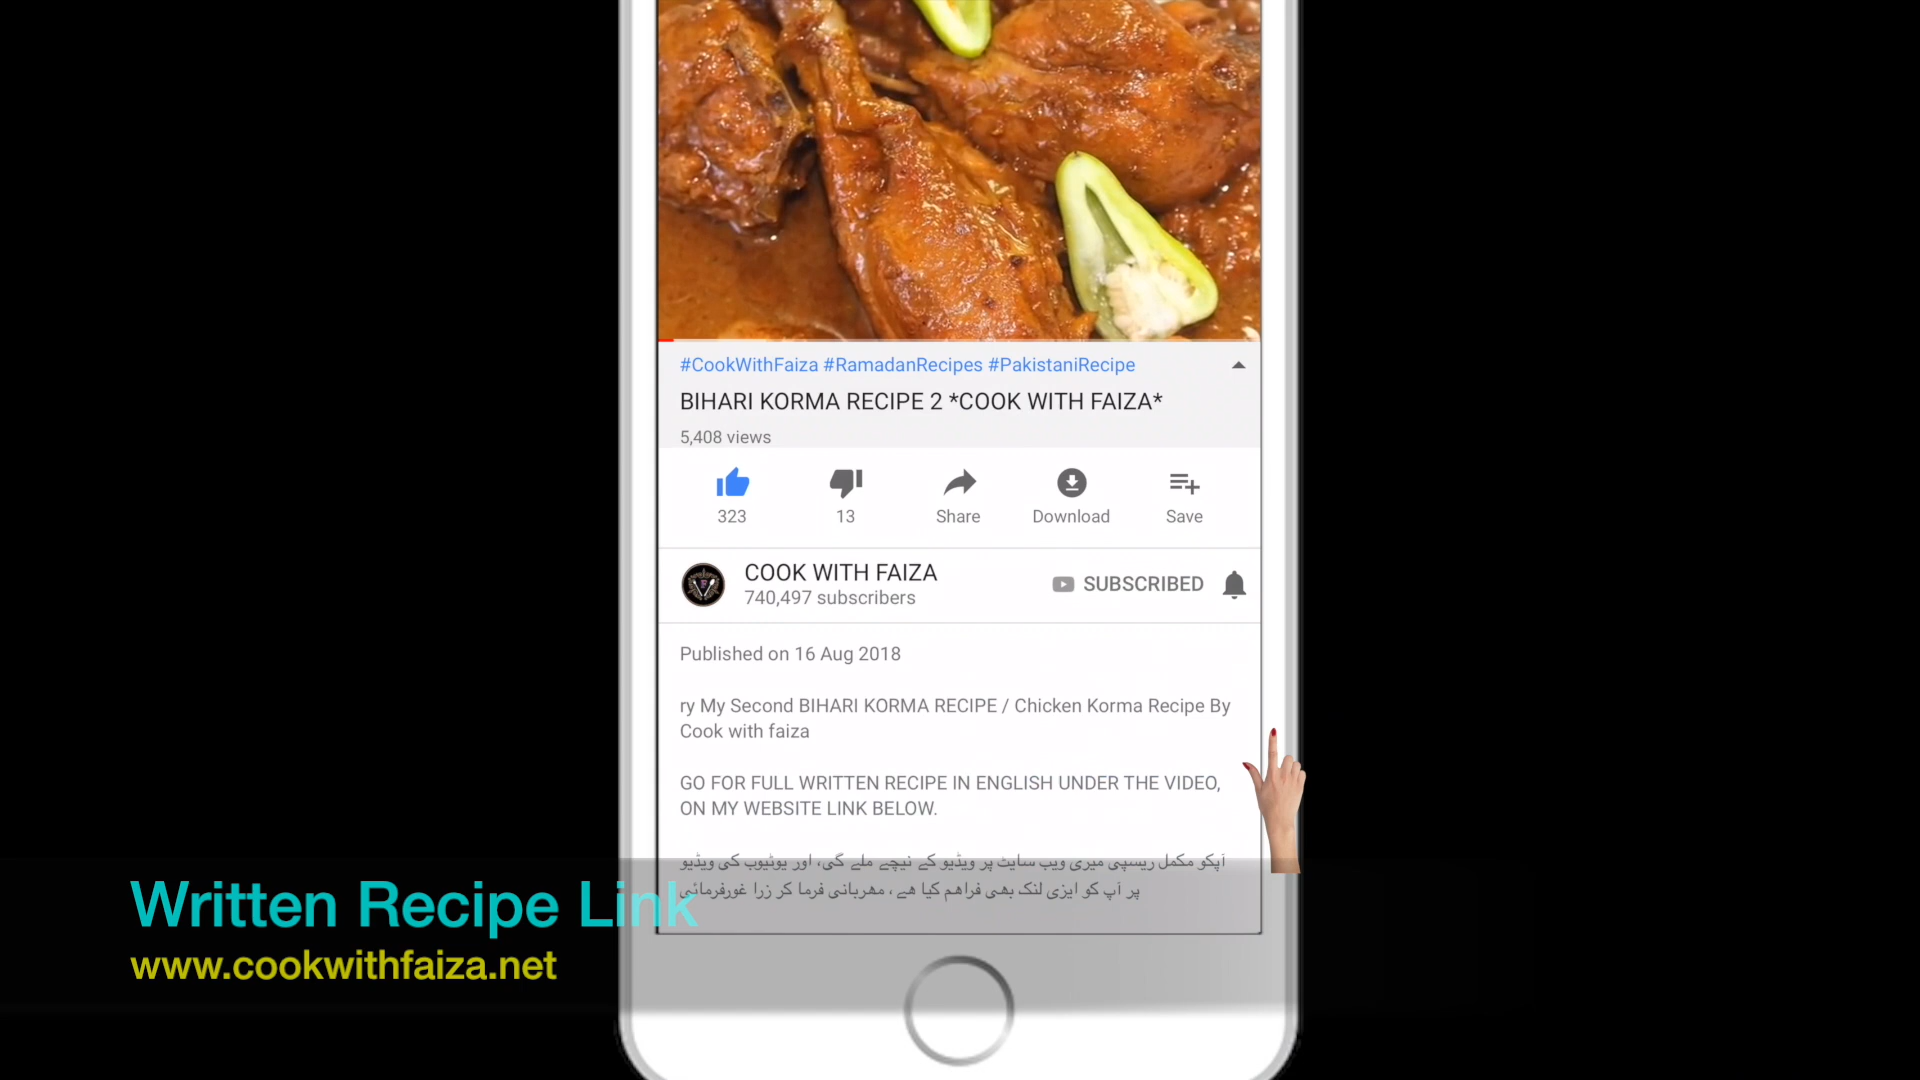 #CookWithFaiza #RamadanRecipes #PakistaniRecipe
BIHARI KORMA RECIPE 2 *COOK WITH FAIZA*
5,408 views
323
13
Share
Download
Save
COOK WITH FAIZA
740,497 subscribers
SUBSCRIBED
Published on 16 Aug 2018
ry My Second BIHARI KORMA RECIPE / Chicken Korma Recipe By
Cook with faiza
GO FOR FULL WRITTEN RECIPE IN ENGLISH UNDER THE VIDEO,
ON MY WEBSITE LINK BELOW.
آپکو مکمل ریسپی میری ویب سایٹ پر ویڈیو کے نیچے ملے گی، اور یوٹیوب کی ویڈیو
پر آپ کو ایزی لنک بھی فراھم کیا ھے ، مھربانی فرما کر زرا غورفرمائی
Written Recipe Link
www.cookwithfaiza.net